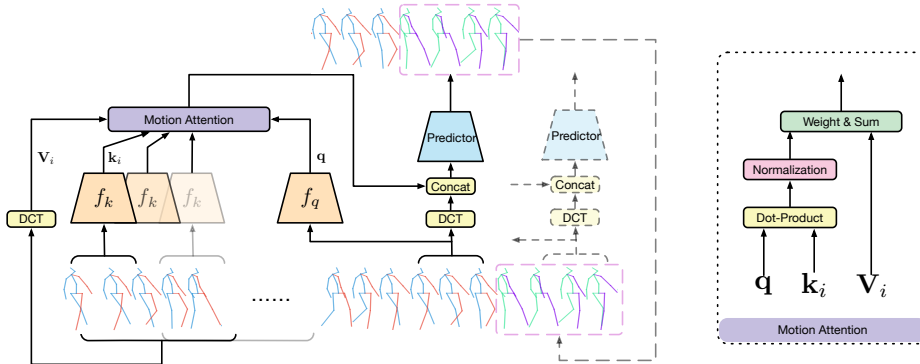 Motion Attention
V_i
k_i
q
f_k
f_k
f_k
f_q
DCT
Predictor
Concat
DCT
Predictor
Concat
DCT
......
Weight & Sum
Normalization
Dot-Product
q
k_i
V_i
Motion Attention